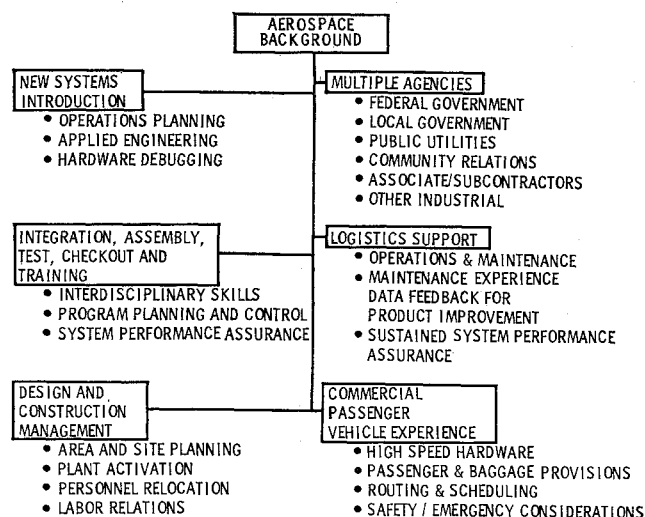 AEROSPACE
BACKGROUND
NEW SYSTEMS
INTRODUCTION
• OPERATIONS PLANNING
• APPLIED ENGINEERING
• HARDWARE DEBUGGING
MULTIPLE AGENCIES
• FEDERAL GOVERNMENT
• LOCAL GOVERNMENT
• PUBLIC UTILITIES
• COMMUNITY RELATIONS
• ASSOCIATE/SUBCONTRACTORS
• OTHER INDUSTRIAL
INTEGRATION, ASSEMBLY,
TEST, CHECKOUT AND
TRAINING
• INTERDISCIPLINARY SKILLS
• PROGRAM PLANNING AND CONTROL
• SYSTEM PERFORMANCE ASSURANCE
LOGISTICS SUPPORT
• OPERATIONS & MAINTENANCE
• MAINTENANCE EXPERIENCE
DATA FEEDBACK FOR
PRODUCT IMPROVEMENT
• SUSTAINED SYSTEM PERFORMANCE
ASSURANCE
DESIGN AND
CONSTRUCTION
MANAGEMENT
• AREA AND SITE PLANNING
• PLANT ACTIVATION
• PERSONNEL RELOCATION
• LABOR RELATIONS
COMMERCIAL
PASSENGER
VEHICLE EXPERIENCE
• HIGH SPEED HARDWARE
• PASSENGER & BAGGAGE PROVISIONS
• ROUTING & SCHEDULING
• SAFETY / EMERGENCY CONSIDERATIONS